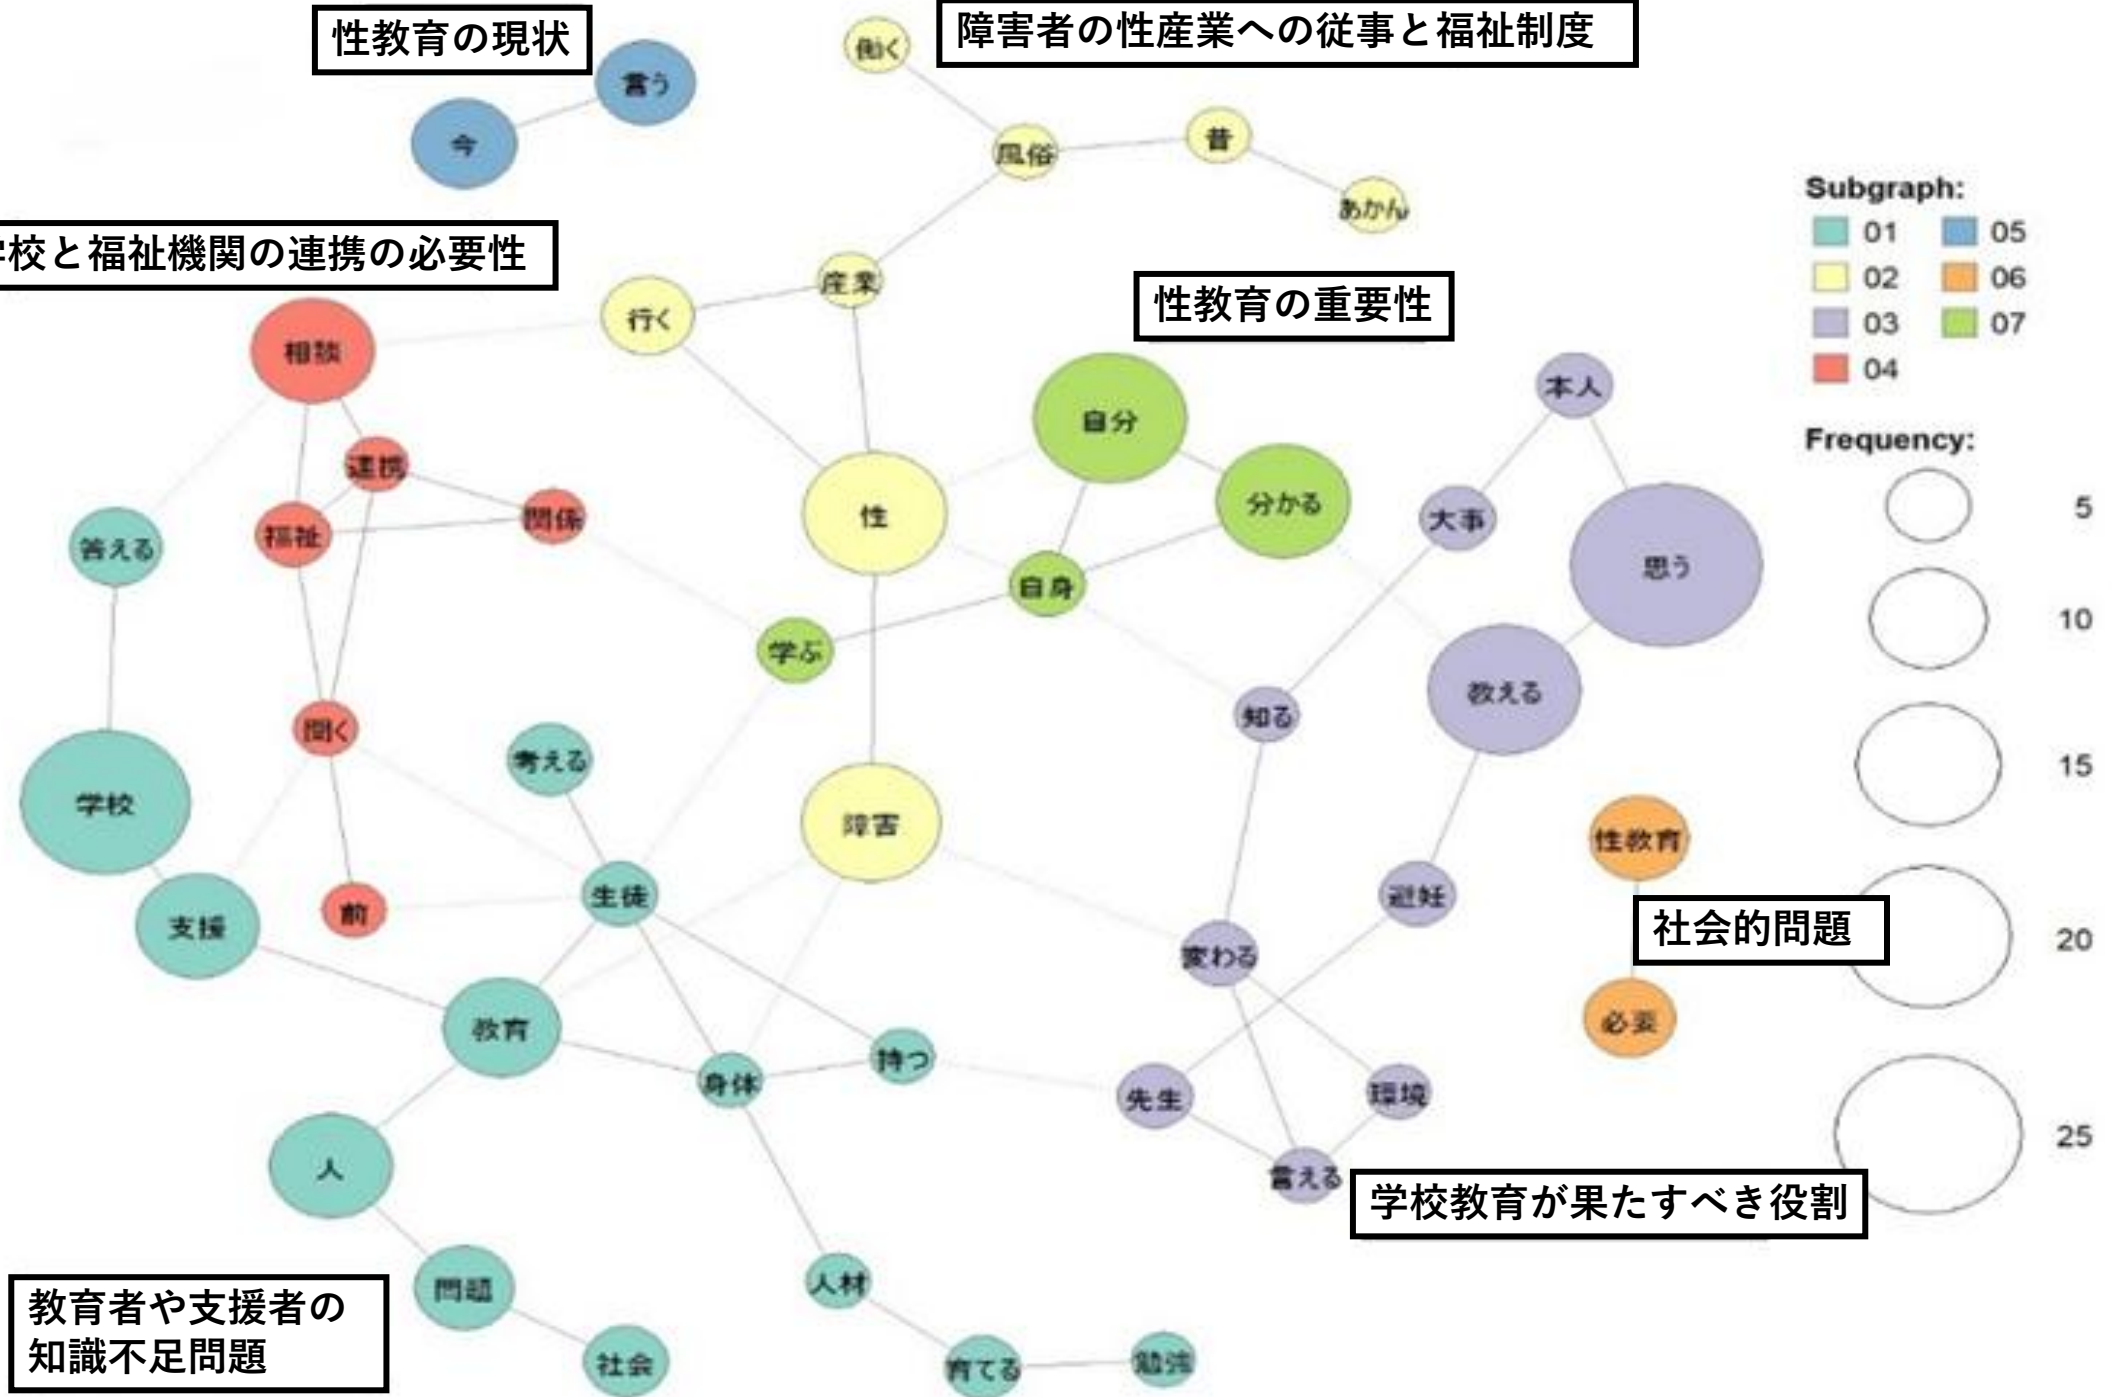 性教育の現状
障害者の性産業への従事と福祉制度
働く
言う
今
風俗
昔
あかん
Subgraph:
01 05
02 06
03 07
04
校と福祉機関の連携の必要性
産業
行く
性教育の重要性
相談
本人
自分
Frequency:
連携
分かる
5
性
大事
関係
福祉
答える
思う
自身
10
学ぶ
教える
知る
聞く
考える
15
学校
障害
性教育
生徒
避妊
前
支援
社会的問題
20
変わる
必要
教育
持つ
身体
先生
環境
25
人
言える
学校教育が果たすべき役割
人材
問題
教育者や支援者の
知識不足問題
社会
育てる
勉強